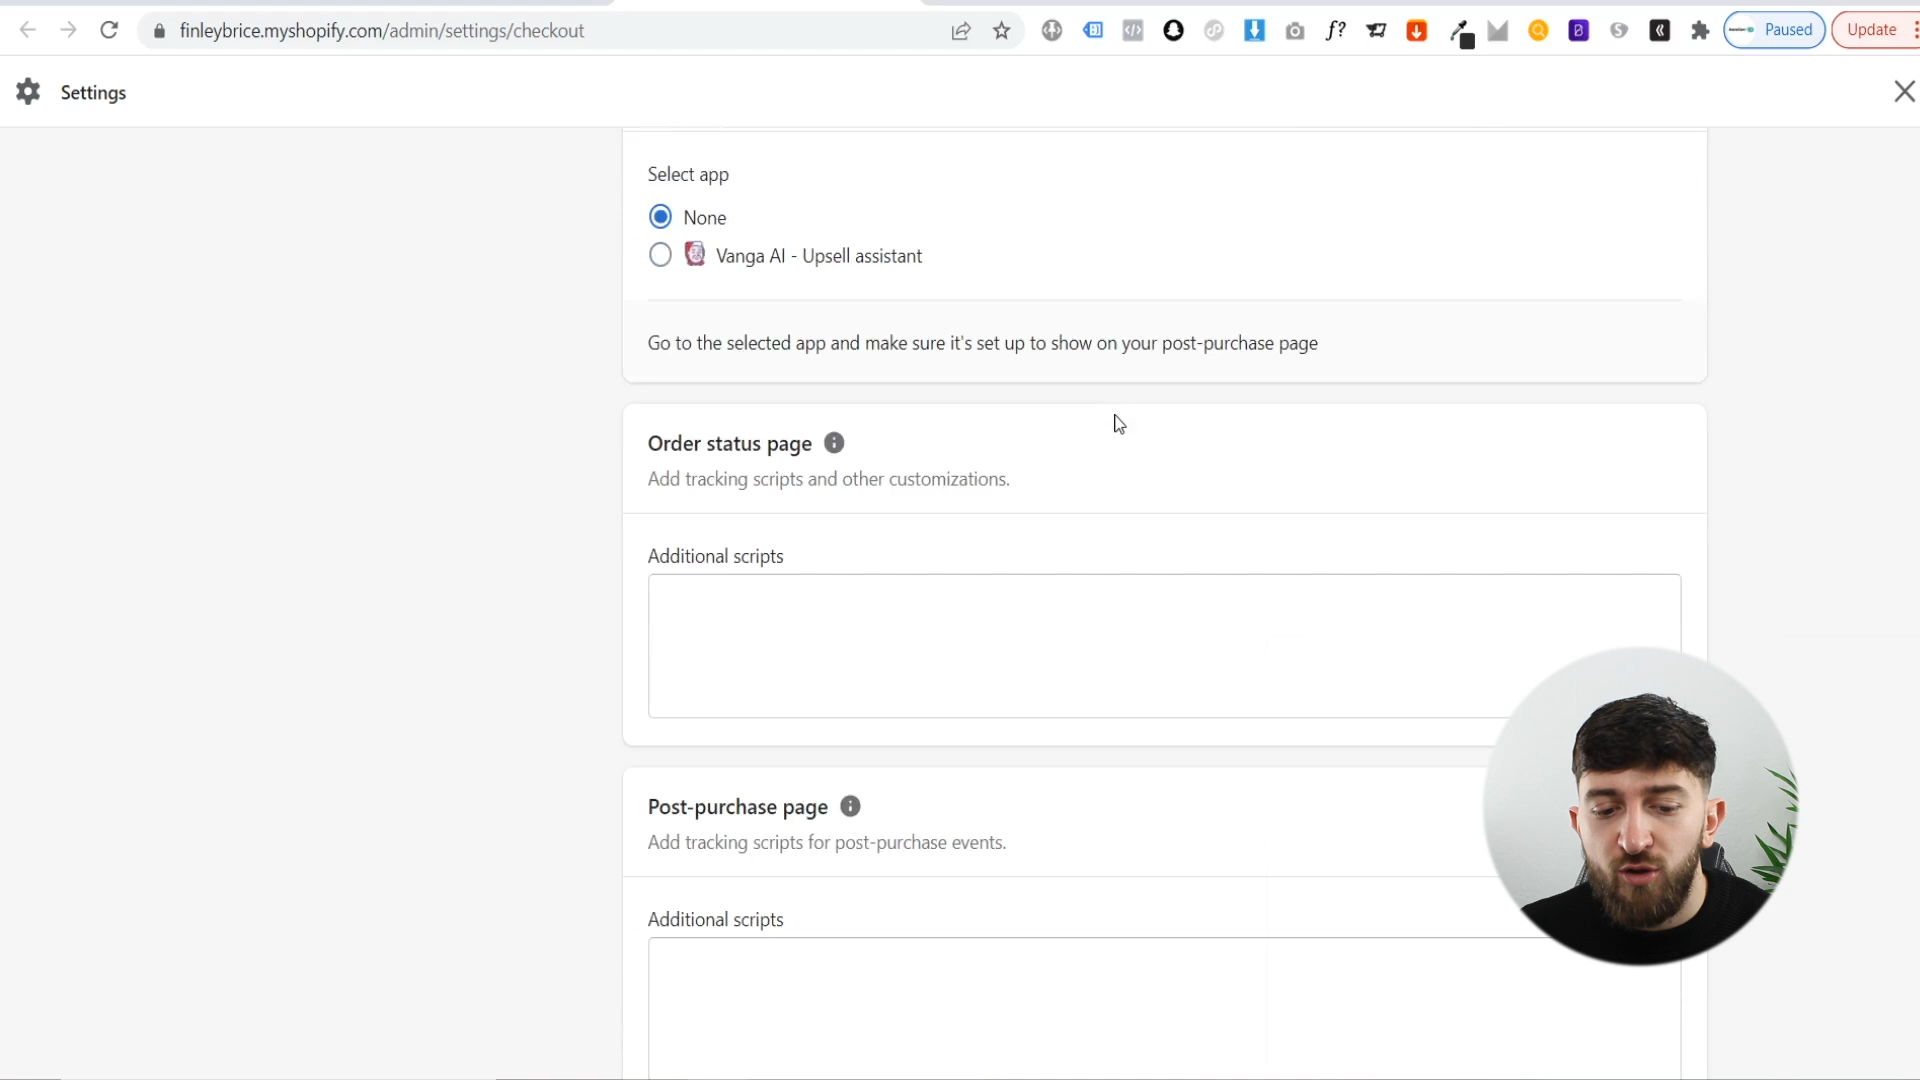 finleybrice.myshopify.com/admin/settings/checkout
f?
Paused
Update
Settings
Select app
None
Vanga AI - Upsell assistant
Go to the selected app and make sure it's set up to show on your post-purchase page
Order status page
Add tracking scripts and other customizations.
Additional scripts
Post-purchase page
Add tracking scripts for post-purchase events.
Additional scripts